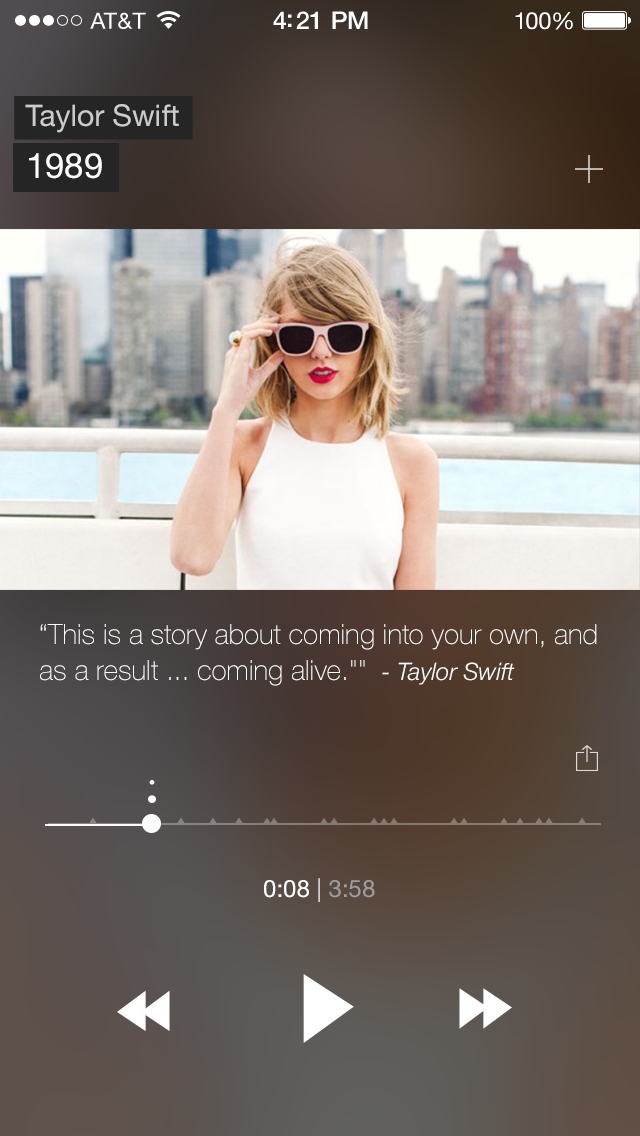 AT&T 4:21 PM 100%
Taylor Swift
1989
“This is a story about coming into your own, and
as a result ... coming alive."" - Taylor Swift
0:08 | 3:58